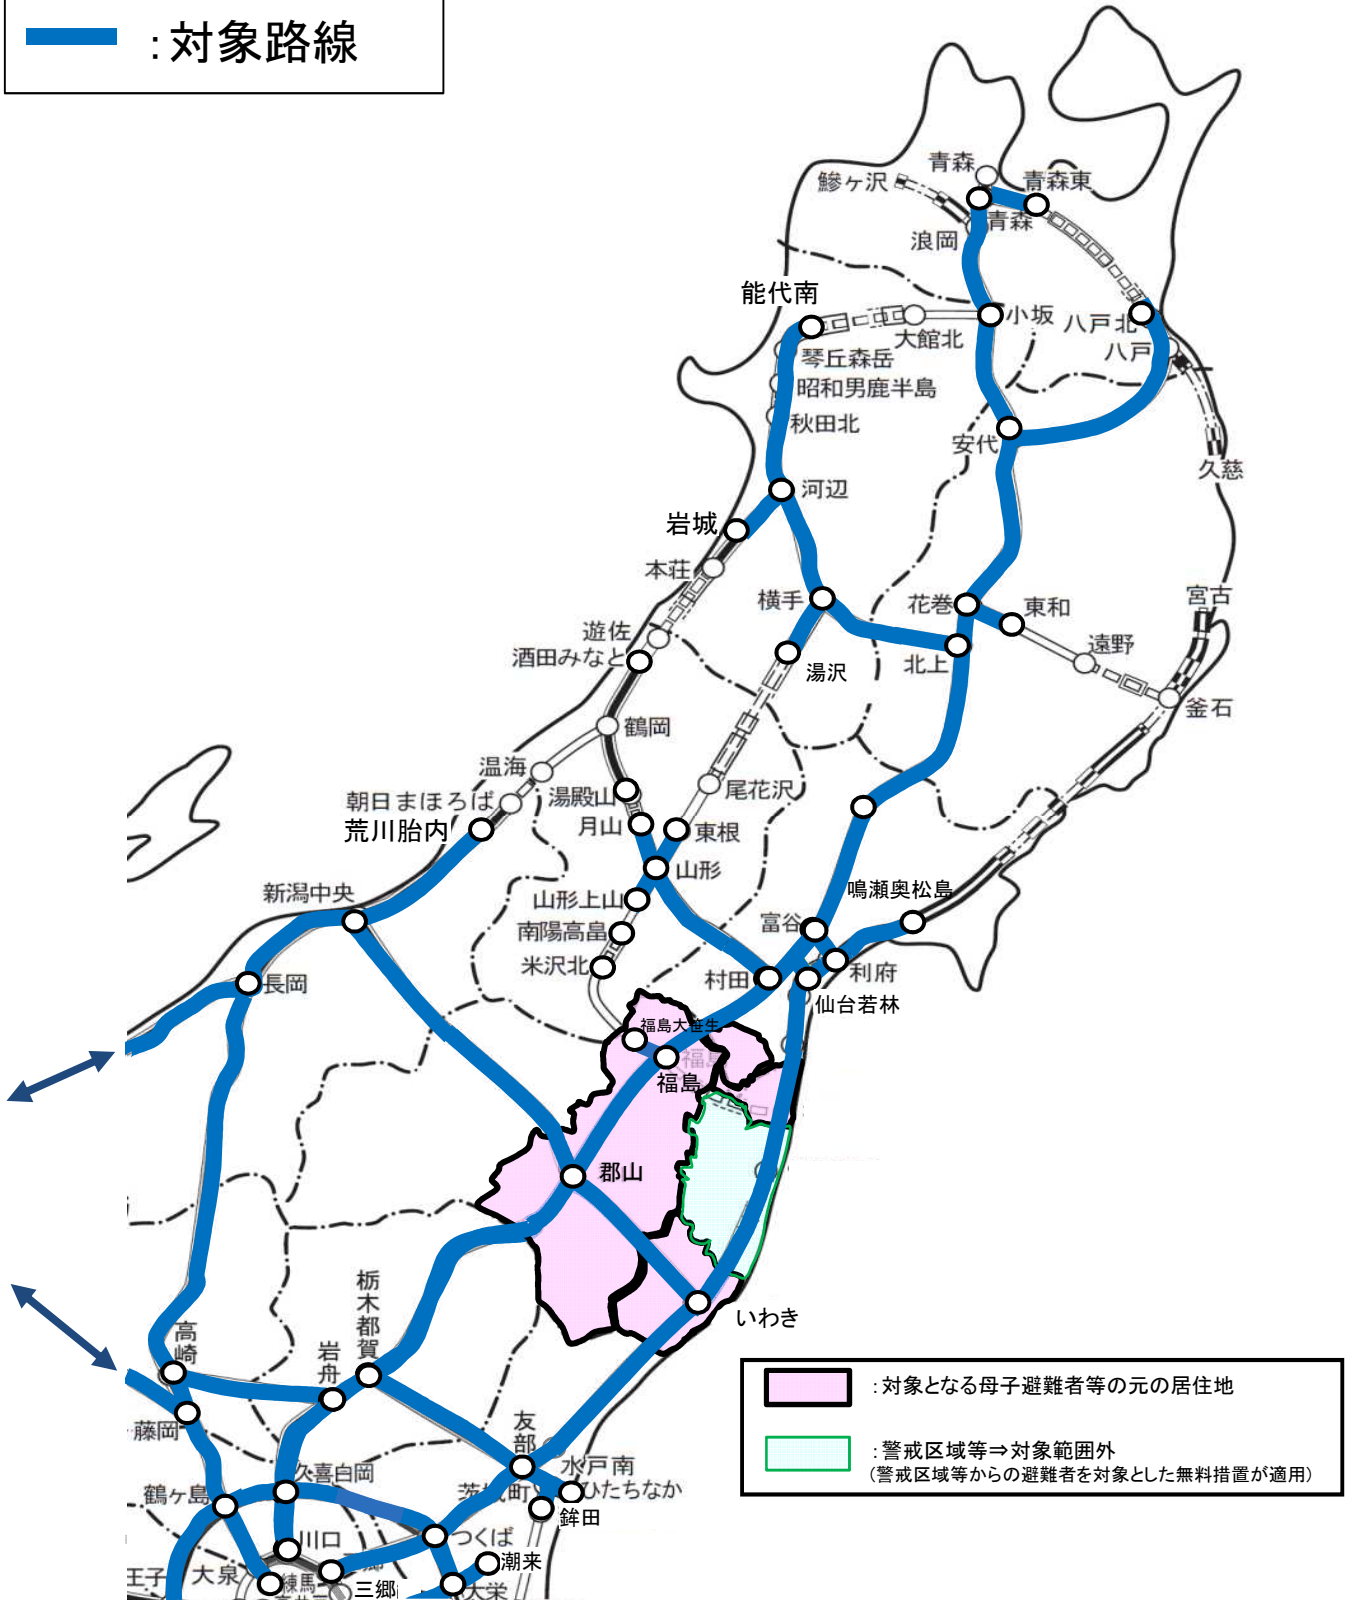 ：対象路線
青森
鰺ヶ沢
青森東
青森
浪岡
能代南
小坂
八戸北
大館北
八戸
琴丘森岳
昭和男鹿半島
秋田北
安代
久慈
河辺
岩城
本荘
横手
花巻
東和
宮古
遊佐
酒田みなと
北上
遠野
湯沢
釜石
鶴岡
温海
湯殿山
尾花沢
朝日まほろば
荒川胎内
月山
東根
山形
新潟中央
山形上山
鳴瀬奥松島
富谷
南陽高畠
米沢北
村田
利府
長岡
仙台若林
福島大笹生
福島
福島
郡山
いわき
栃木都賀
高崎
岩舟
：対象となる母子避難者等の元の居住地
藤岡
友部
：警戒区域等⇒対象範囲外
（警戒区域等からの避難者を対象とした無料措置が適用）
水戸南
久喜白岡
茨城町
ひたちなか
鶴ヶ島
鉾田
川口
つくば
潮来
王子
大泉
練馬
三郷
大栄